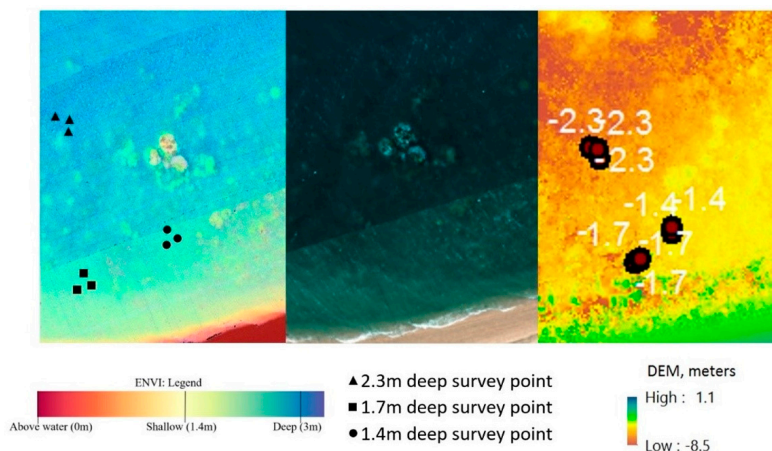 -2.3 -2.3
-2.3
-1.4 -1.4
-1.7 -1.7
-1.7
ENVI: Legend
Above water (0m) Shallow (1.4m) Deep (3m)
▲ 2.3m deep survey point
■ 1.7m deep survey point
● 1.4m deep survey point
DEM, meters
High : 1.1
Low : -8.5